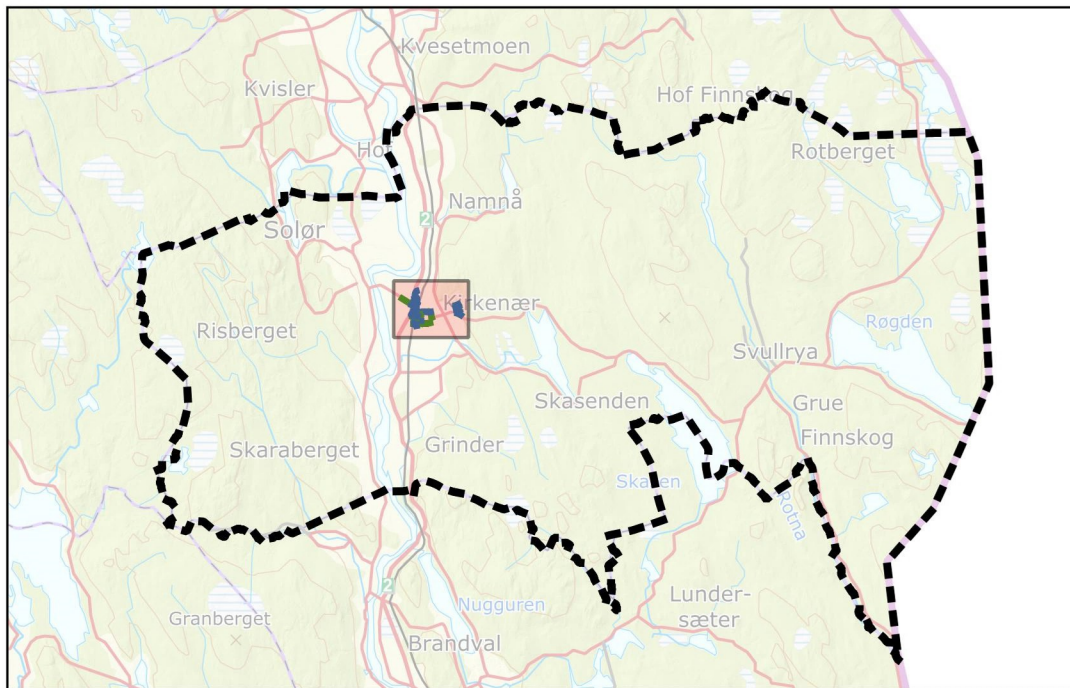 Kvesetmoen
Kvisler
Hof Finnskog
Hof
Rotberget
Namnå
2
Solør
Kirkenær
Risberget
Røgden
Svullrya
Skasenden
Grue
Finnskog
Skaraberget
Grinder
Skasen
Rotna
2
Granberget
Nugguren
Lunder-
sæter
Brandval